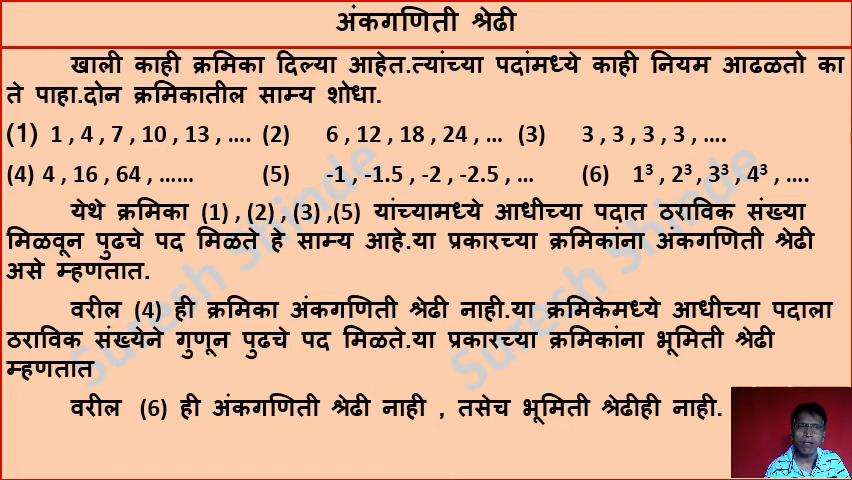 अंकगणिती श्रेढी
खाली काही क्रमिका दिल्या आहेत.त्यांच्या पदांमध्ये काही नियम आढळतो का
ते पाहा.दोन क्रमिकातील साम्य शोधा.
(1) 1 , 4 , 7 , 10 , 13 , .... (2) 6 , 12 , 18 , 24 , ... (3) 3 , 3 , 3 , 3 , ....
(4) 4 , 16 , 64 , ...... (5) -1 , -1.5 , -2 , -2.5 , ... (6) 1³ , 2³ , 3³ , 4³ , ....
येथे क्रमिका (1) , (2) , (3) ,(5) यांच्यामध्ये आधीच्या पदात ठराविक संख्या
मिळवून पुढचे पद मिळते हे साम्य आहे.या प्रकारच्या क्रमिकांना अंकगणिती श्रेढी
असे म्हणतात.
वरील (4) ही क्रमिका अंकगणिती श्रेढी नाही.या क्रमिकेमध्ये आधीच्या पदाला
ठराविक संख्येने गुणून पुढचे पद मिळते.या प्रकारच्या क्रमिकांना भूमिती श्रेढी
म्हणतात
वरील (6) ही अंकगणिती श्रेढी नाही , तसेच भूमिती श्रेढीही नाही.
Suresh Shinde
Suresh Shinde